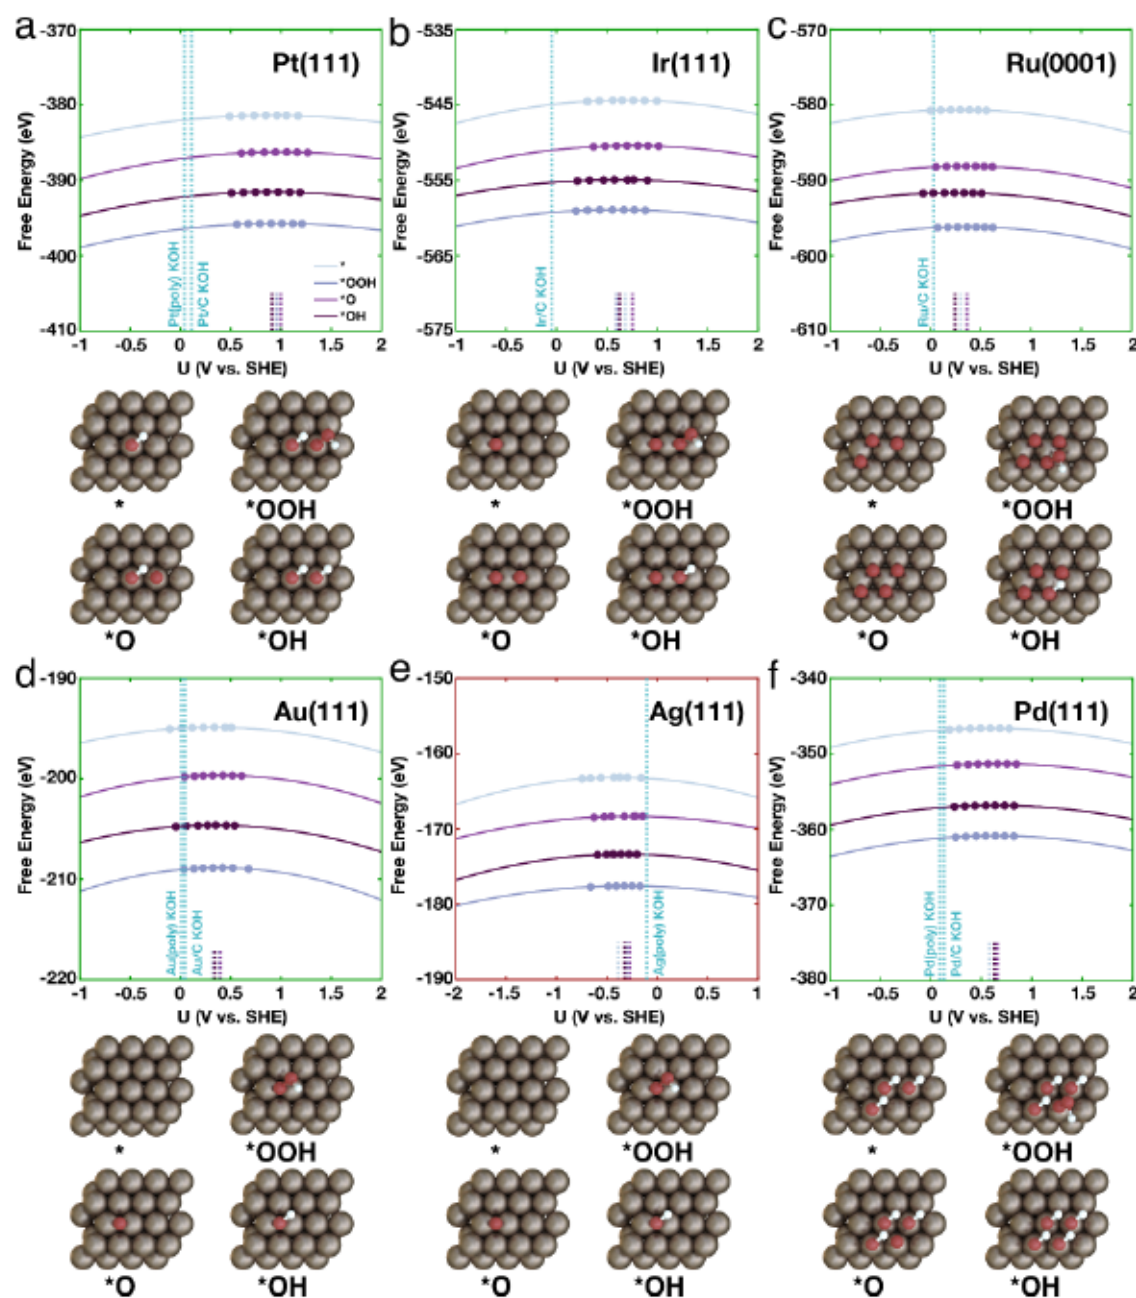 a
Pt(111)
Free Energy (eV)
-370
-380
-390
-400
-410
Pt(poly) KOH
Pt/C KOH
*
*OOH
*O
*OH
-1 -0.5 0 0.5 1 1.5 2
U (V vs. SHE)
b
Ir(111)
Free Energy (eV)
-535
-545
-555
-565
-575
Ir/C KOH
-1 -0.5 0 0.5 1 1.5 2
U (V vs. SHE)
c
Ru(0001)
Free Energy (eV)
-570
-580
-590
-600
-610
Ru/C KOH
-1 -0.5 0 0.5 1 1.5 2
U (V vs. SHE)
*
*OOH
*
*OOH
*
*OOH
*O
*OH
*O
*OH
*O
*OH
d
Au(111)
Free Energy (eV)
-190
-200
-210
-220
Au(poly) KOH
Au/C KOH
-1 -0.5 0 0.5 1 1.5 2
U (V vs. SHE)
e
Ag(111)
Free Energy (eV)
-150
-160
-170
-180
-190
Ag(poly) KOH
-2 -1.5 -1 -0.5 0 0.5 1
U (V vs. SHE)
f
Pd(111)
Free Energy (eV)
-340
-350
-360
-370
-380
Pd(poly) KOH
Pd/C KOH
-1 -0.5 0 0.5 1 1.5 2
U (V vs. SHE)
*
*OOH
*
*OOH
*
*OOH
*O
*OH
*O
*OH
*O
*OH